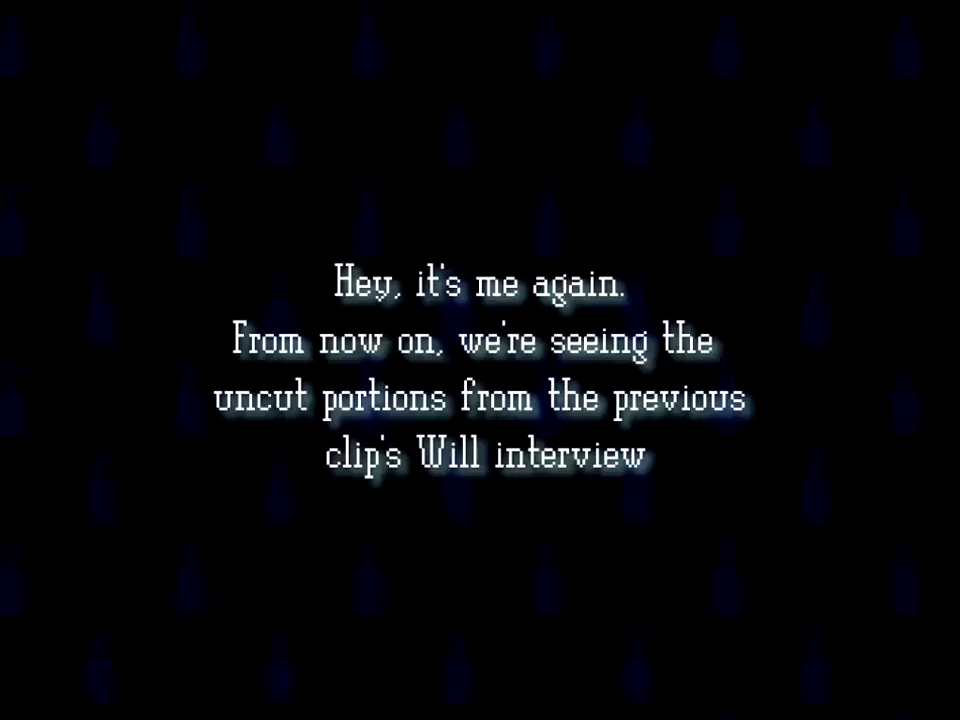 Hey, it's me again.
From now on, we're seeing the
uncut portions from the previous
clip's Will interview